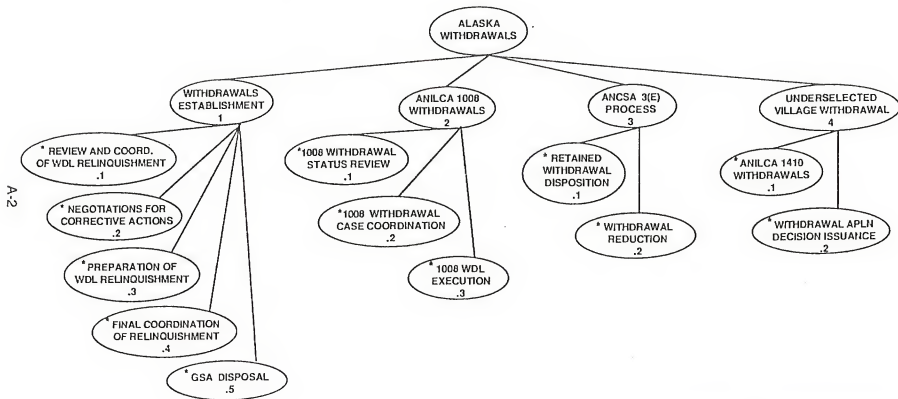 ALASKA
WITHDRAWALS
WITHDRAWALS
ESTABLISHMENT
1
* REVIEW AND COORD.
OF WDL RELINQUISHMENT
.1
* NEGOTIATIONS FOR
CORRECTIVE ACTIONS
.2
* PREPARATION OF
WDL RELINQUISHMENT
.3
* FINAL COORDINATION
OF RELINQUISHMENT
.4
* GSA DISPOSAL
.5
ANILCA 1008
WITHDRAWALS
2
*1008 WITHDRAWAL
STATUS REVIEW
.1
*1008 WITHDRAWAL
CASE COORDINATION
.2
* 1008 WDL
EXECUTION
.3
ANCSA 3(E)
PROCESS
3
* RETAINED
WITHDRAWAL
DISPOSITION
.1
* WITHDRAWAL
REDUCTION
.2
UNDERSELECTED
VILLAGE WITHDRAWAL
4
* ANILCA 1410
WITHDRAWALS
.1
* WITHDRAWAL APLN
DECISION ISSUANCE
.2
A-2